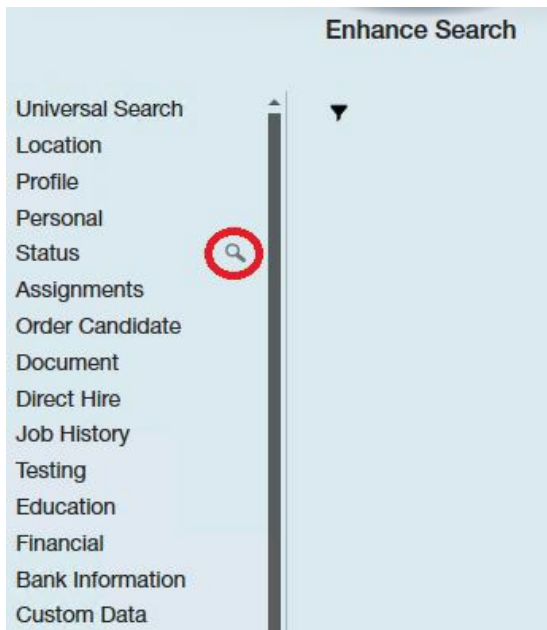 Enhance Search
Universal Search
Location
Profile
Personal
Status
Assignments
Order Candidate
Document
Direct Hire
Job History
Testing
Education
Financial
Bank Information
Custom Data